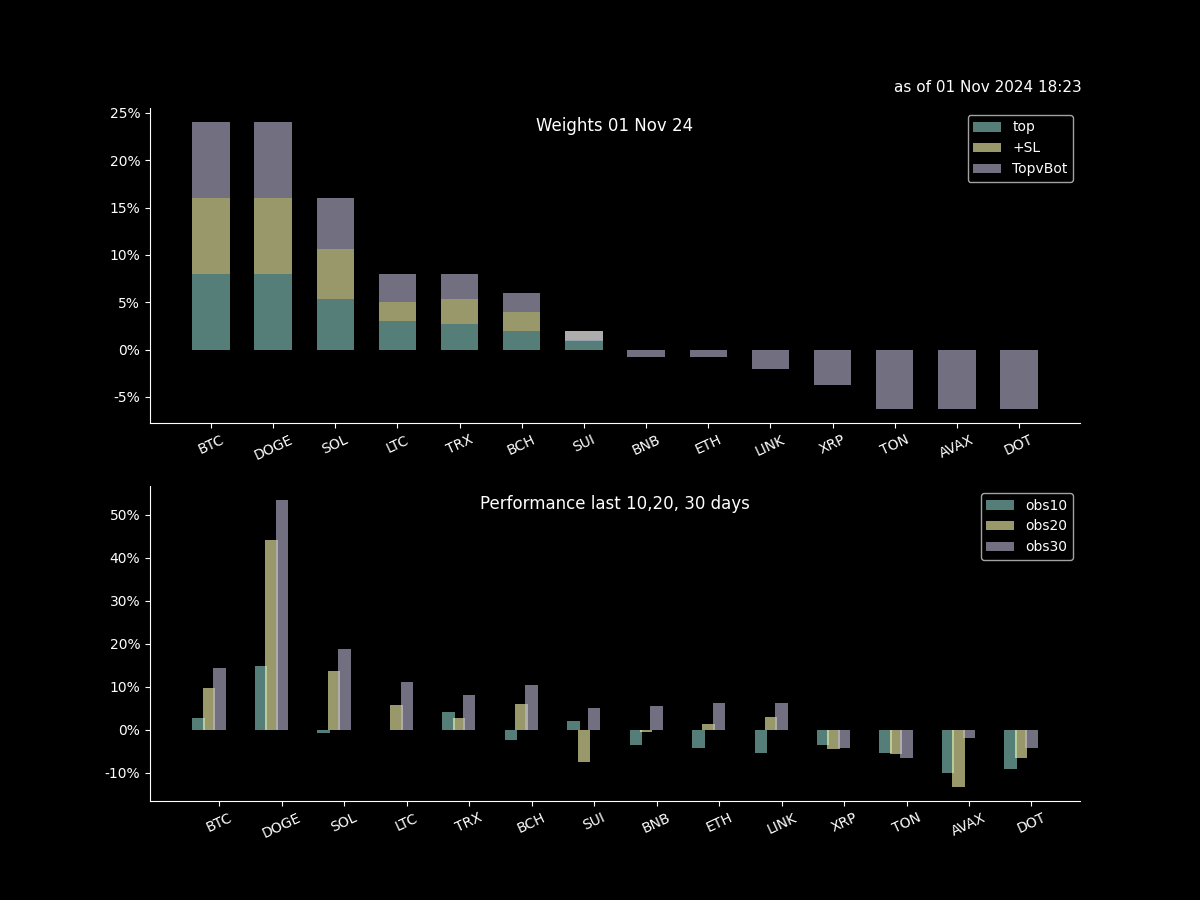 as of 01 Nov 2024 18:23
Weights 01 Nov 24
top
+SL
TopvBot
25%
20%
15%
10%
5%
0%
-5%
BTC DOGE SOL LTC TRX BCH SUI BNB ETH LINK XRP TON AVAX DOT
Performance last 10,20, 30 days
obs10
obs20
obs30
50%
40%
30%
20%
10%
0%
-10%
BTC DOGE SOL LTC TRX BCH SUI BNB ETH LINK XRP TON AVAX DOT